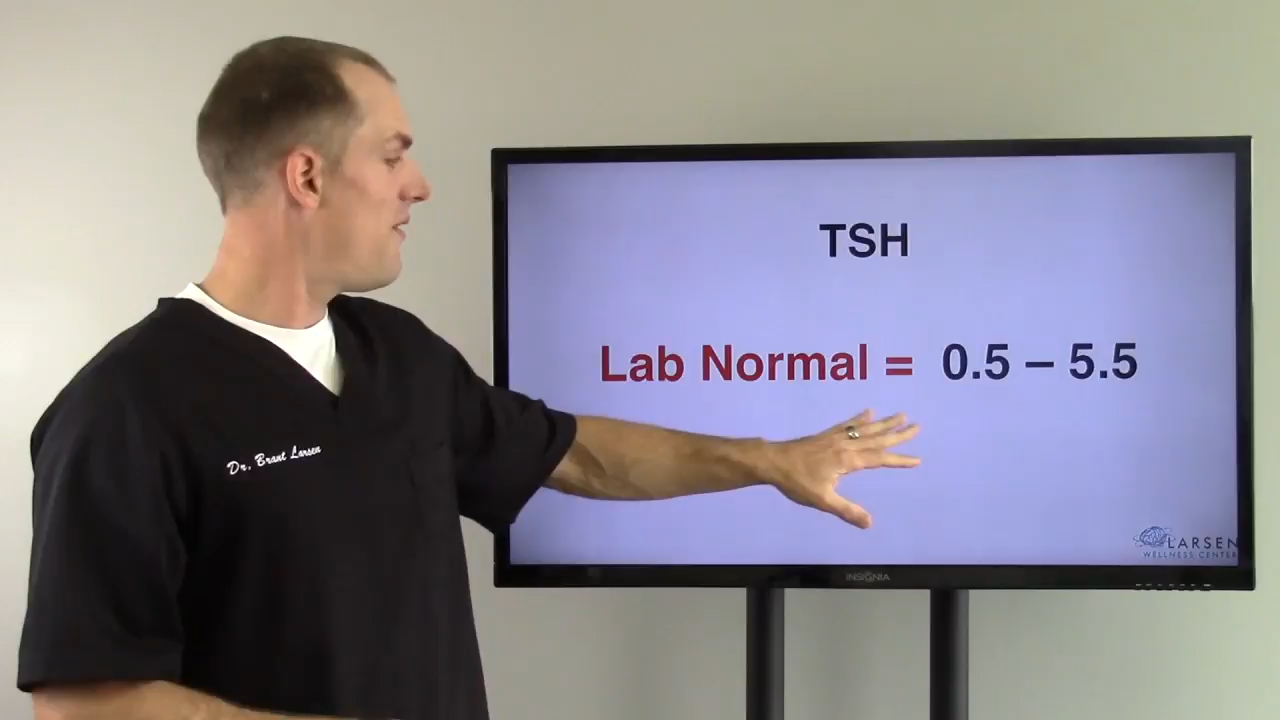 TSH
Lab Normal = 0.5 – 5.5
Dr. Brant Larsen
LARSEN
WELLNESS CENTER
INSIGNIA